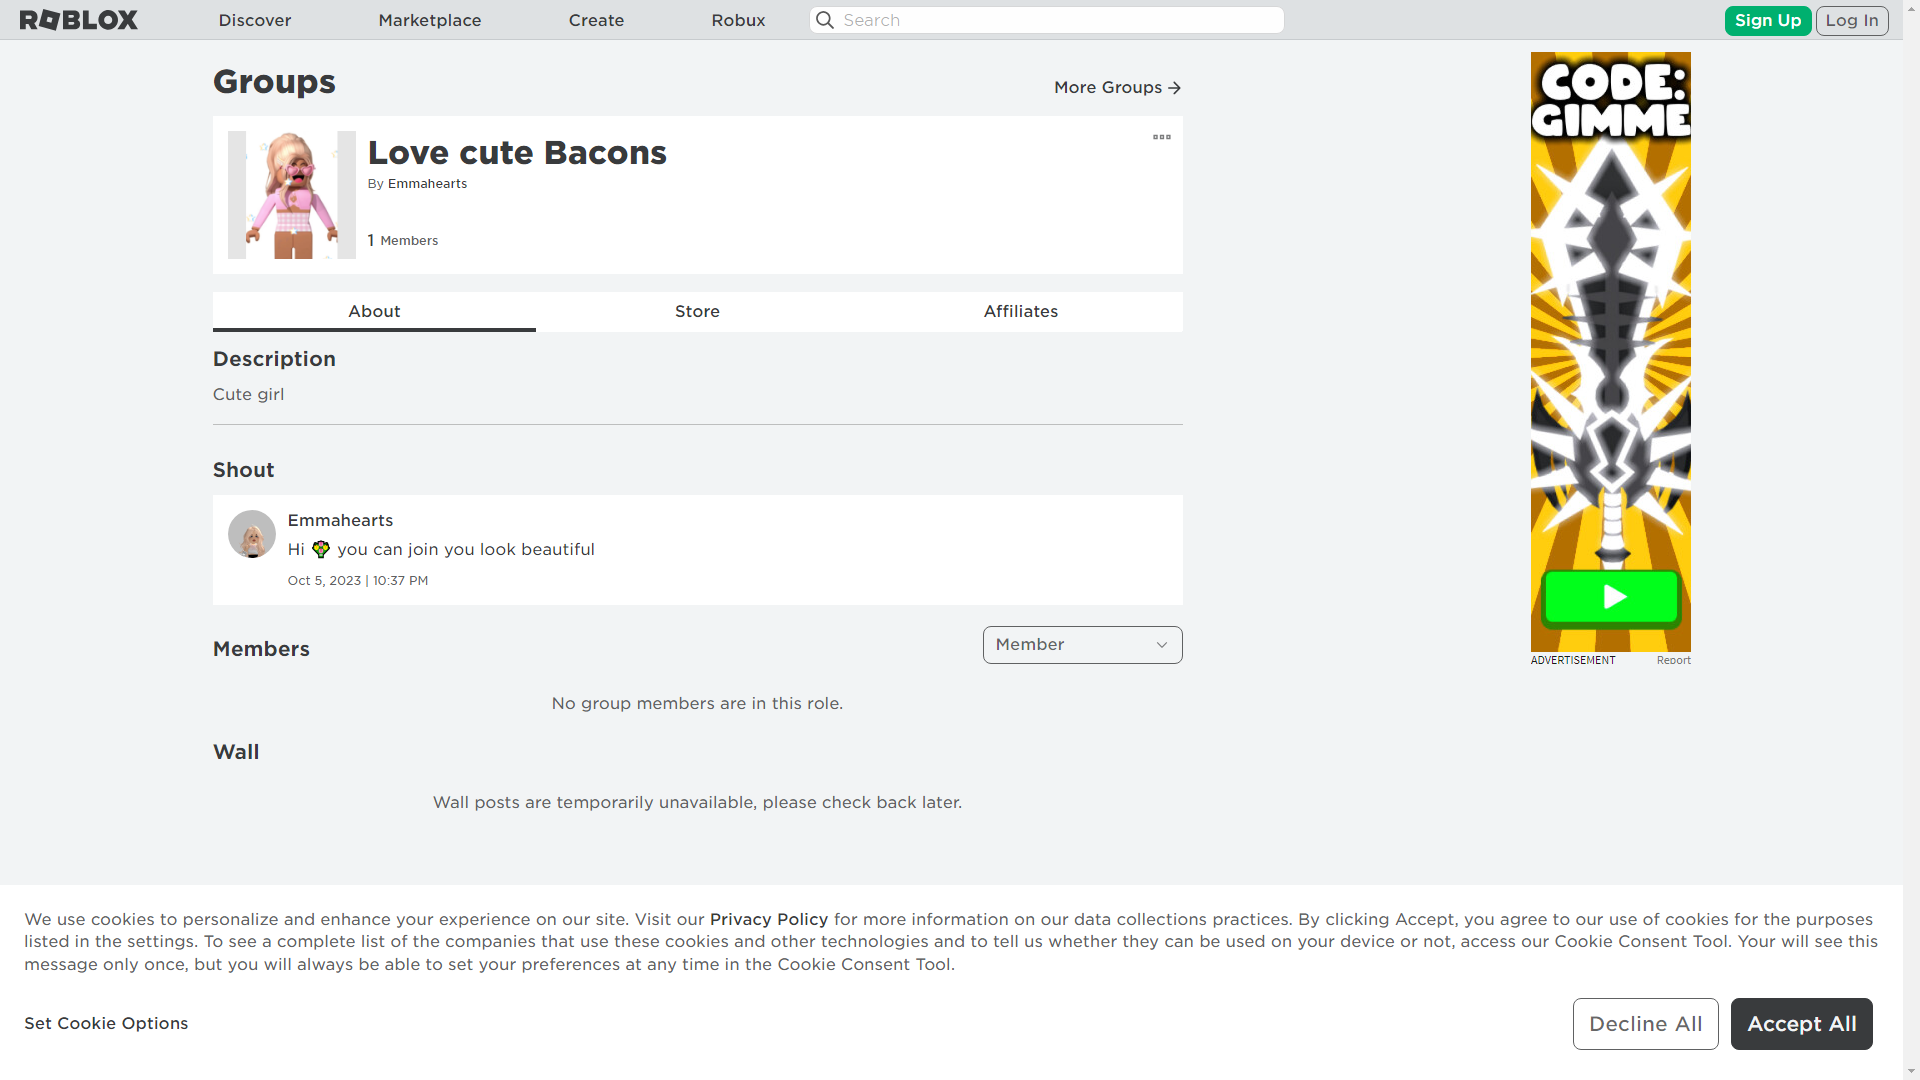 ROBLOX
Discover
Marketplace
Create
Robux
Search
Sign Up
Log In
Groups
More Groups
Love cute Bacons
By Emmahearts
1 Members
About
Store
Affiliates
Description
Cute girl
Shout
Emmahearts
Hi 💐 you can join you look beautiful
Oct 5, 2023 | 10:37 PM
Members
Member
No group members are in this role.
Wall
Wall posts are temporarily unavailable, please check back later.
CODE:
GIMME
ADVERTISEMENT
Report
We use cookies to personalize and enhance your experience on our site. Visit our Privacy Policy for more information on our data collections practices. By clicking Accept, you agree to our use of cookies for the purposes
listed in the settings. To see a complete list of the companies that use these cookies and other technologies and to tell us whether they can be used on your device or not, access our Cookie Consent Tool. Your will see this
message only once, but you will always be able to set your preferences at any time in the Cookie Consent Tool.
Set Cookie Options
Decline All
Accept All